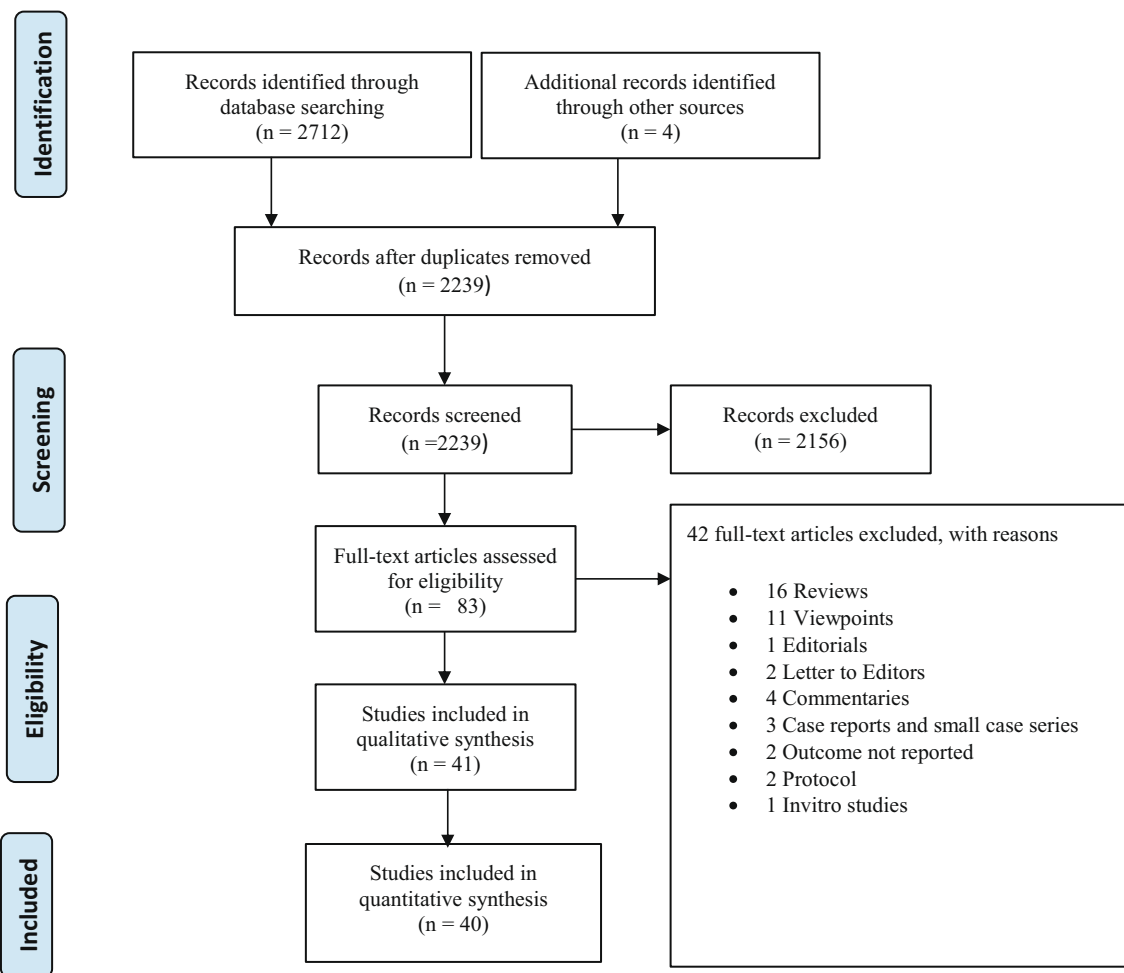 Identification
Records identified through
database searching
(n = 2712)
Additional records identified
through other sources
(n = 4)
Records after duplicates removed
(n = 2239)
Screening
Records screened
(n =2239)
Records excluded
(n = 2156)
Eligibility
Full-text articles assessed
for eligibility
(n = 83)
42 full-text articles excluded, with reasons
• 16 Reviews
• 11 Viewpoints
• 1 Editorials
• 2 Letter to Editors
• 4 Commentaries
• 3 Case reports and small case series
• 2 Outcome not reported
• 2 Protocol
• 1 Invitro studies
Studies included in
qualitative synthesis
(n = 41)
Included
Studies included in
quantitative synthesis
(n = 40)